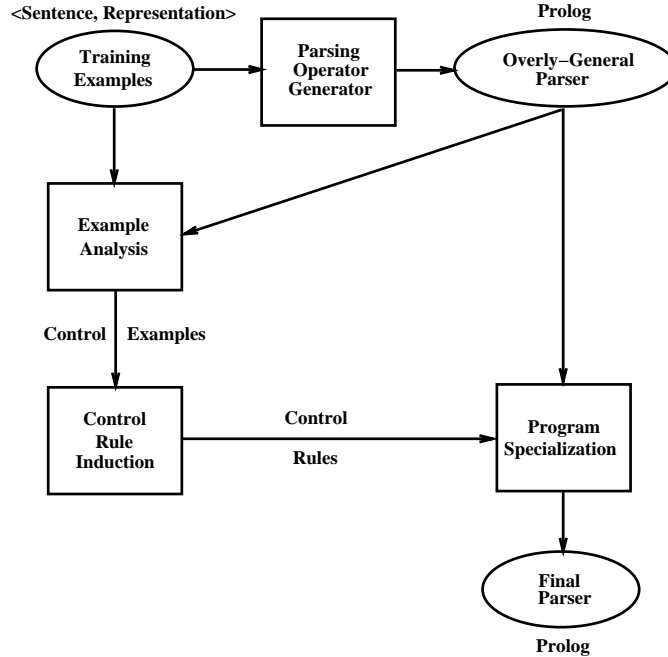 <Sentence, Representation>
Prolog
Training
Examples
Parsing
Operator
Generator
Overly-General
Parser
Example
Analysis
Control Examples
Control
Rule
Induction
Control
Rules
Program
Specialization
Final
Parser
Prolog